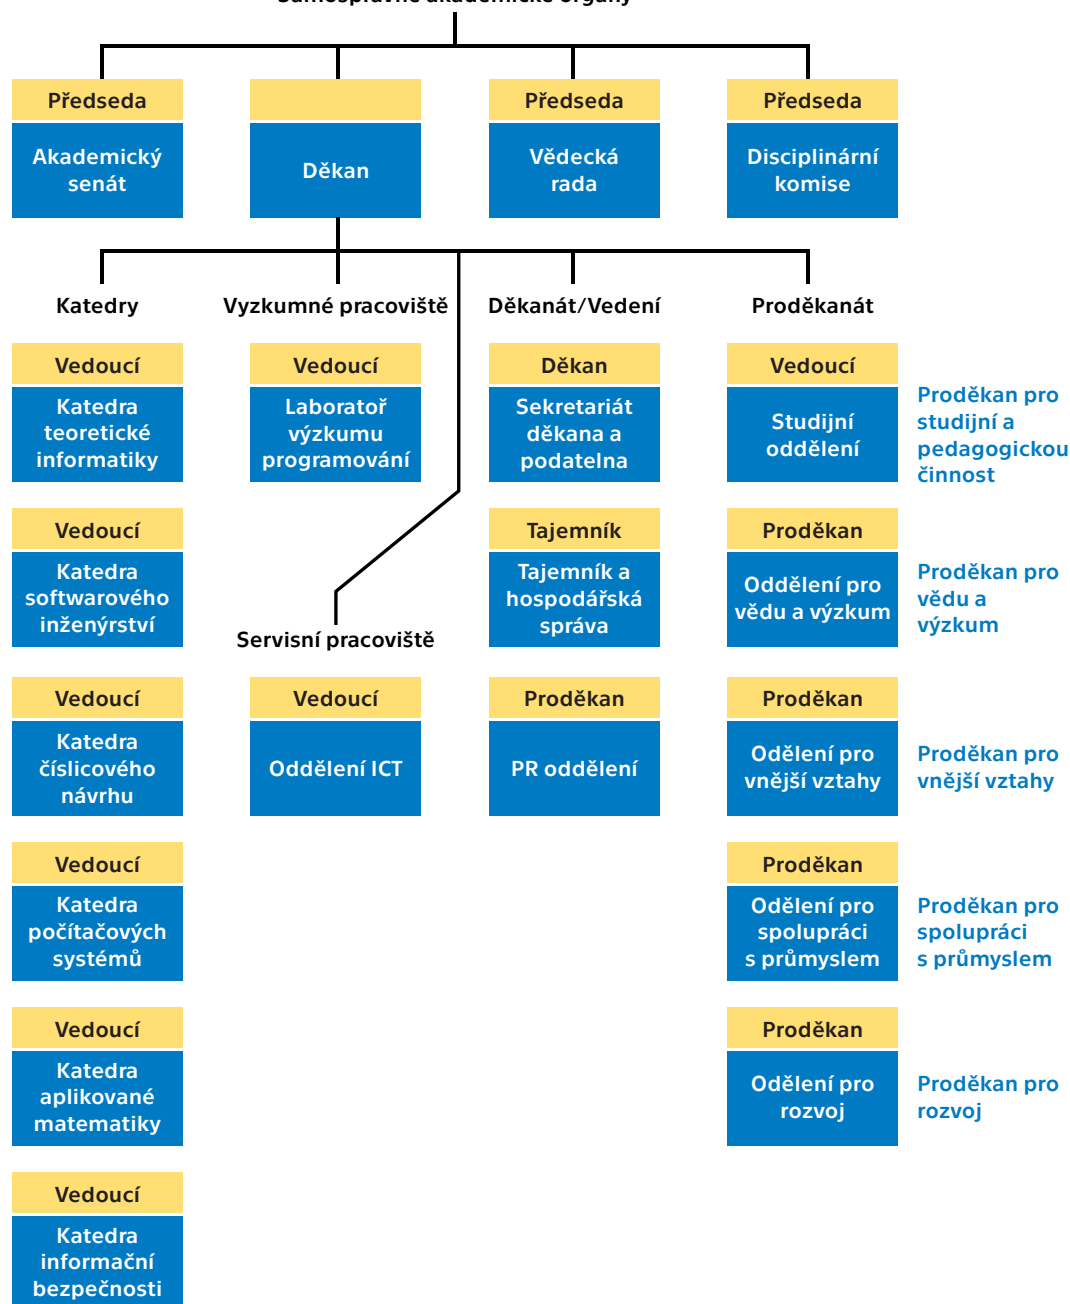 Samosprávné akademické orgány
Předseda
Akademický
senát
Děkan
Předseda
Vědecká
rada
Předseda
Disciplinární
komise
Katedry
Vyzkumné pracoviště
Děkanát/Vedení
Proděkanát
Vedoucí
Katedra
teoretické
informatiky
Vedoucí
Laboratoř
výzkumu
programování
Děkan
Sekretariát
děkana a
podatelna
Vedoucí
Studijní
oddělení
Proděkan pro
studijní a
pedagogickou
činnost
Vedoucí
Katedra
softwarového
inženýrství
Tajemník
Tajemník a
hospodářská
správa
Proděkan
Oddělení pro
vědu a výzkum
Proděkan pro
vědu a
výzkum
Servisní pracoviště
Vedoucí
Katedra
číslicového
návrhu
Vedoucí
Oddělení ICT
Proděkan
PR oddělení
Proděkan
Odělení pro
vnější vztahy
Proděkan pro
vnější vztahy
Vedoucí
Katedra
počítačových
systémů
Proděkan
Odělení pro
spolupráci
s průmyslem
Proděkan pro
spolupráci
s průmyslem
Vedoucí
Katedra
aplikované
matematiky
Proděkan
Odělení pro
rozvoj
Proděkan pro
rozvoj
Vedoucí
Katedra
informační
bezpečnosti